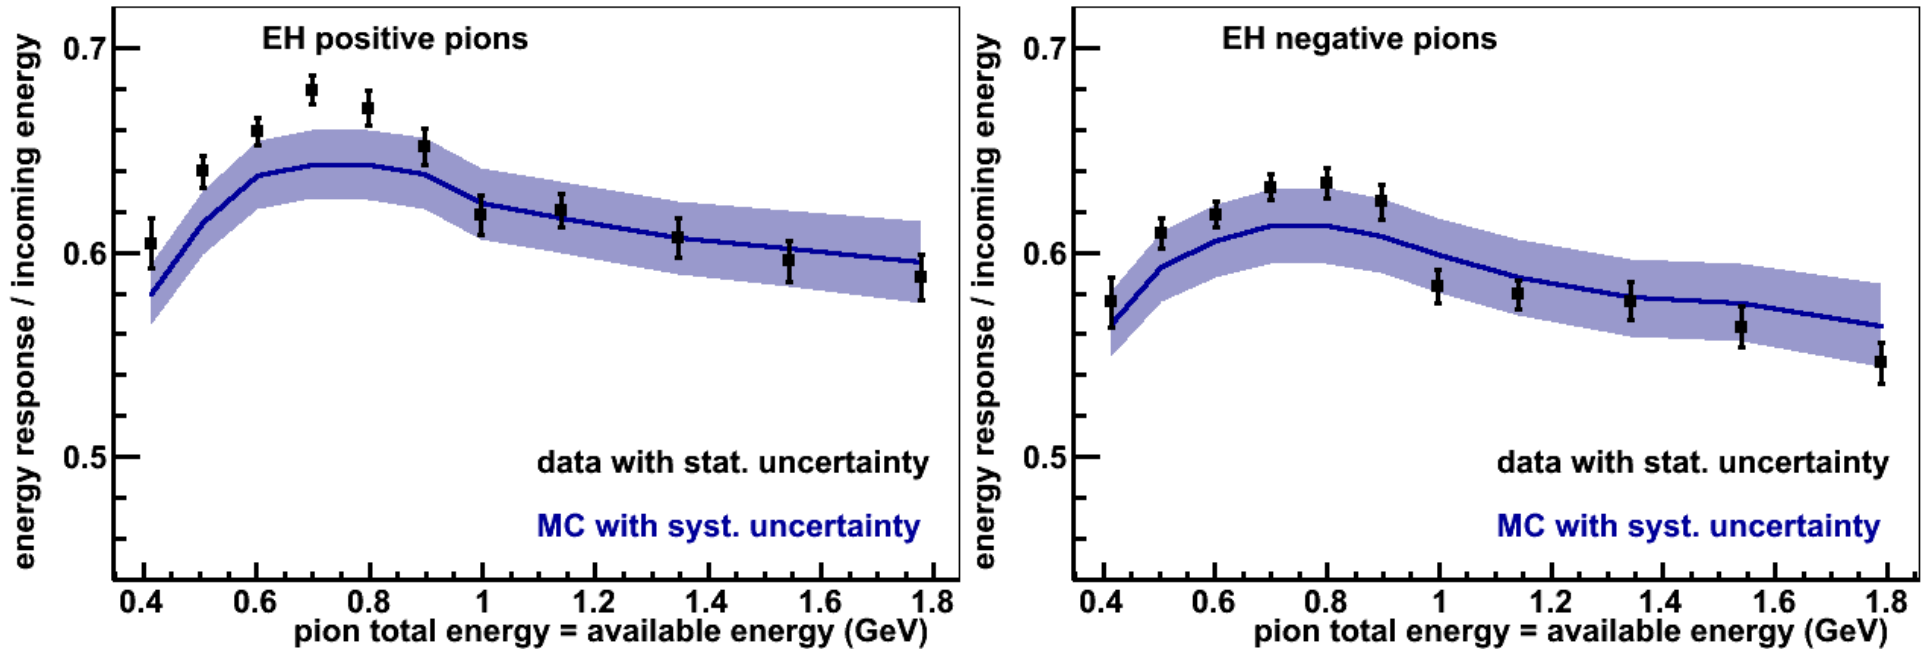 EH positive pions
energy response / incoming energy
0.7
0.6
0.5
data with stat. uncertainty
MC with syst. uncertainty
0.4 0.6 0.8 1 1.2 1.4 1.6 1.8
pion total energy = available energy (GeV)
EH negative pions
energy response / incoming energy
0.7
0.6
0.5
data with stat. uncertainty
MC with syst. uncertainty
0.4 0.6 0.8 1 1.2 1.4 1.6 1.8
pion total energy = available energy (GeV)